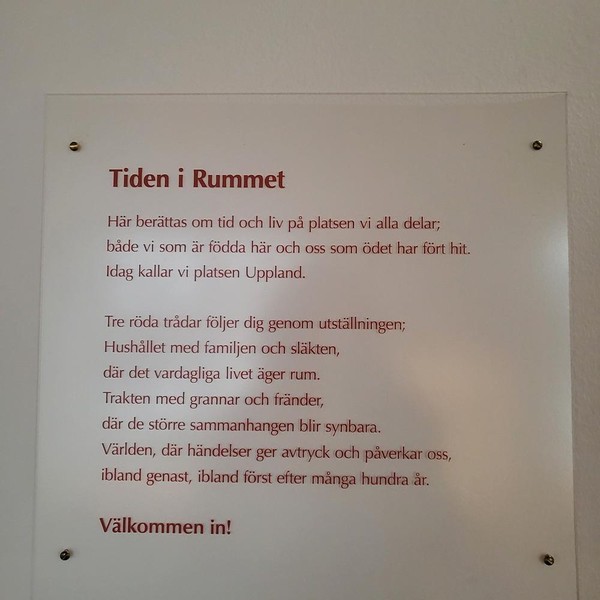 Tiden i Rummet
Här berättas om tid och liv på platsen vi alla delar;
både vi som är födda här och oss som ödet har fört hit.
Idag kallar vi platsen Uppland.
Tre röda trådar följer dig genom utställningen;
Hushållet med familjen och släkten,
där det vardagliga livet äger rum.
Trakten med grannar och fränder,
där de större sammanhangen blir synbara.
Världen, där händelser ger avtryck och påverkar oss,
ibland genast, ibland först efter många hundra år.
Välkommen in!